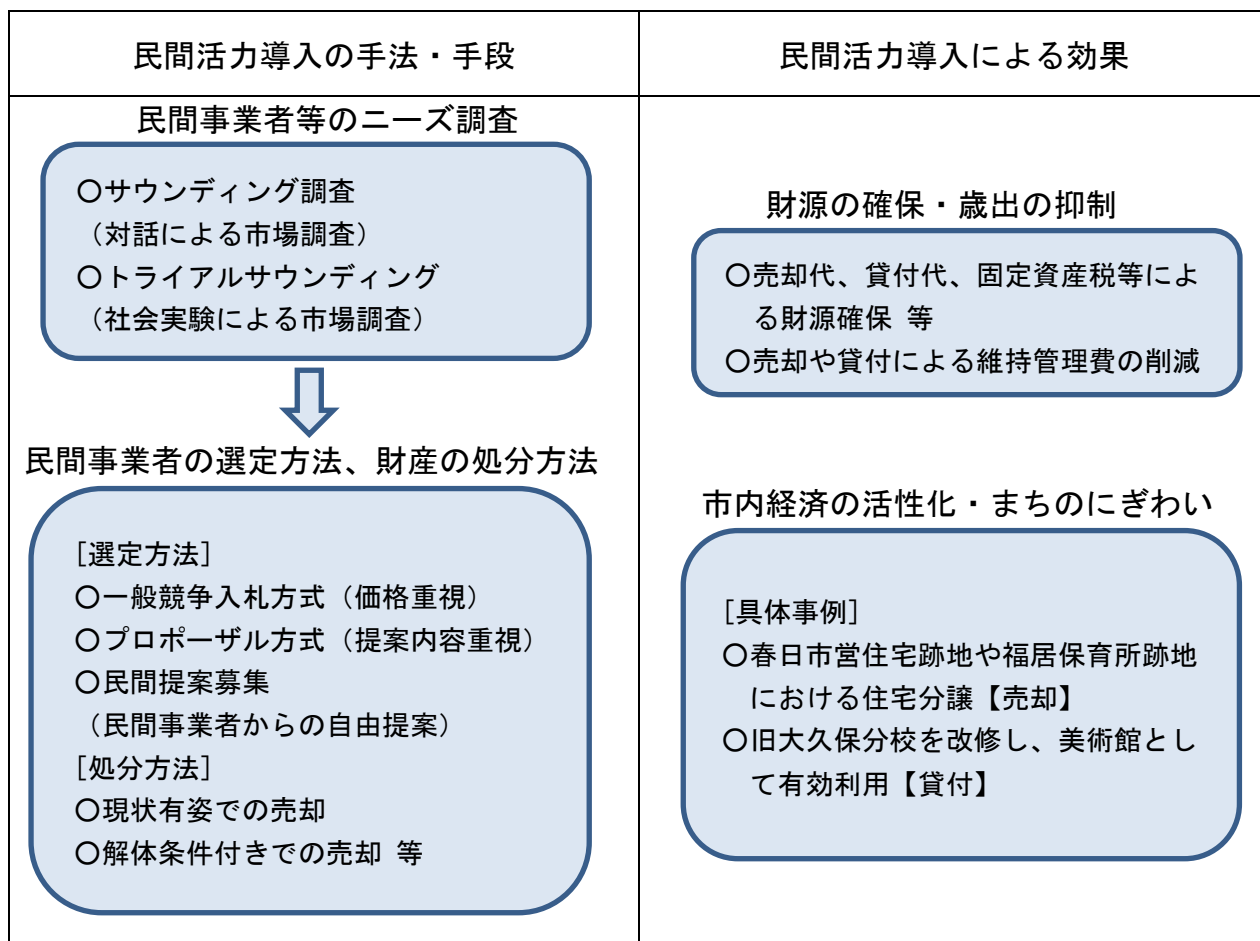 民間活力導入の手法・手段
民間事業者等のニーズ調査
○サウンディング調査
（対話による市場調査）
○トライアルサウンディング
（社会実験による市場調査）
民間事業者の選定方法、財産の処分方法
［選定方法］
○一般競争入札方式（価格重視）
○プロポーザル方式（提案内容重視）
○民間提案募集
（民間事業者からの自由提案）
［処分方法］
○現状有姿での売却
○解体条件付きでの売却 等
民間活力導入による効果
財源の確保・歳出の抑制
○売却代、貸付代、固定資産税等によ
る財源確保 等
○売却や貸付による維持管理費の削減
市内経済の活性化・まちのにぎわい
［具体事例］
○春日市営住宅跡地や福居保育所跡地
における住宅分譲【売却】
○旧大久保分校を改修し、美術館とし
て有効利用【貸付】